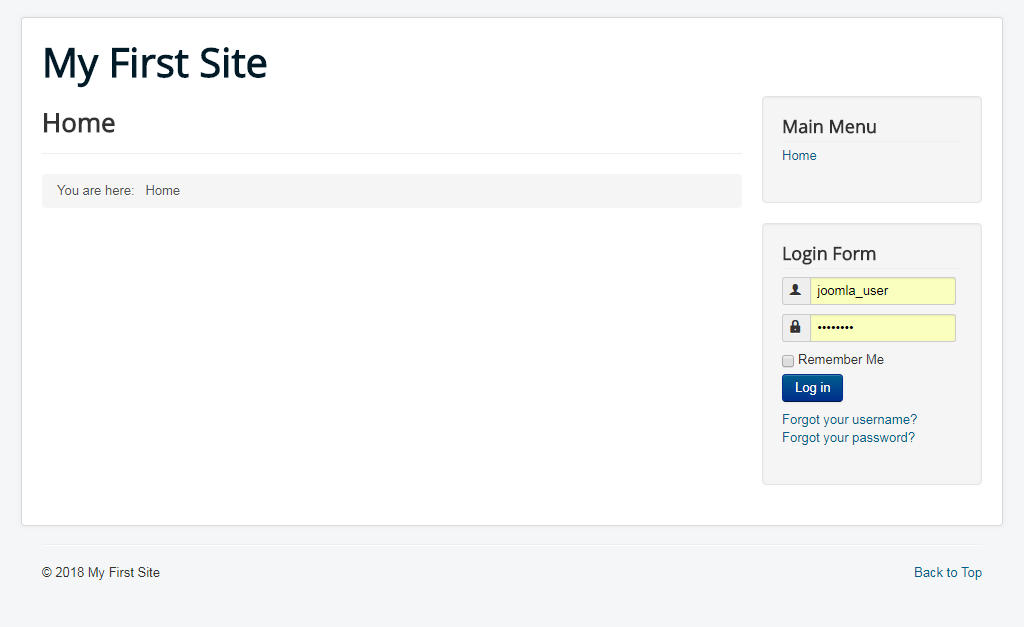 My First Site
Home
You are here: Home
Main Menu
Home
Login Form
joomla_user
••••••••
Remember Me
Log in
Forgot your username?
Forgot your password?
© 2018 My First Site
Back to Top